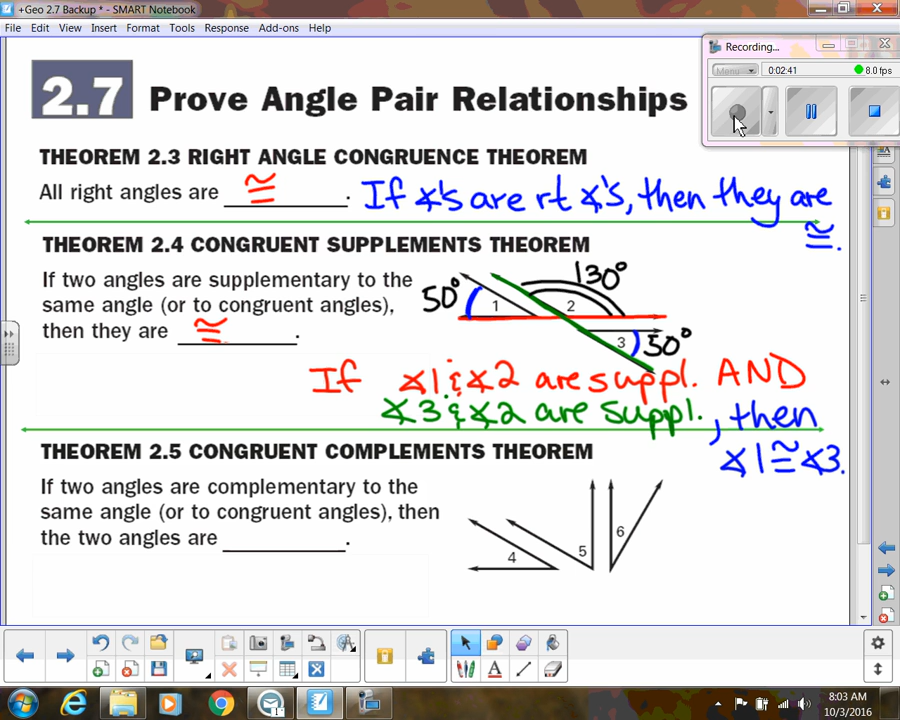 +Geo 2.7 Backup * - SMART Notebook
File Edit View Insert Format Tools Response Add-ons Help
Recording...
Menu 0:02:41 8.0 fps
2.7 Prove Angle Pair Relationships
THEOREM 2.3 RIGHT ANGLE CONGRUENCE THEOREM
All right angles are ≅. If ∡'s are rt ∡'s, then they are
≅.
THEOREM 2.4 CONGRUENT SUPPLEMENTS THEOREM
If two angles are supplementary to the
same angle (or to congruent angles),
then they are ≅.
130°
50° 1 2
3 50°
If ∡1 & ∡2 are suppl. AND
∡3 & ∡2 are suppl., then
∡1 ≅ ∡3.
THEOREM 2.5 CONGRUENT COMPLEMENTS THEOREM
If two angles are complementary to the
same angle (or to congruent angles), then
the two angles are ____________.
4 5 6
A
1
8:03 AM
10/3/2016